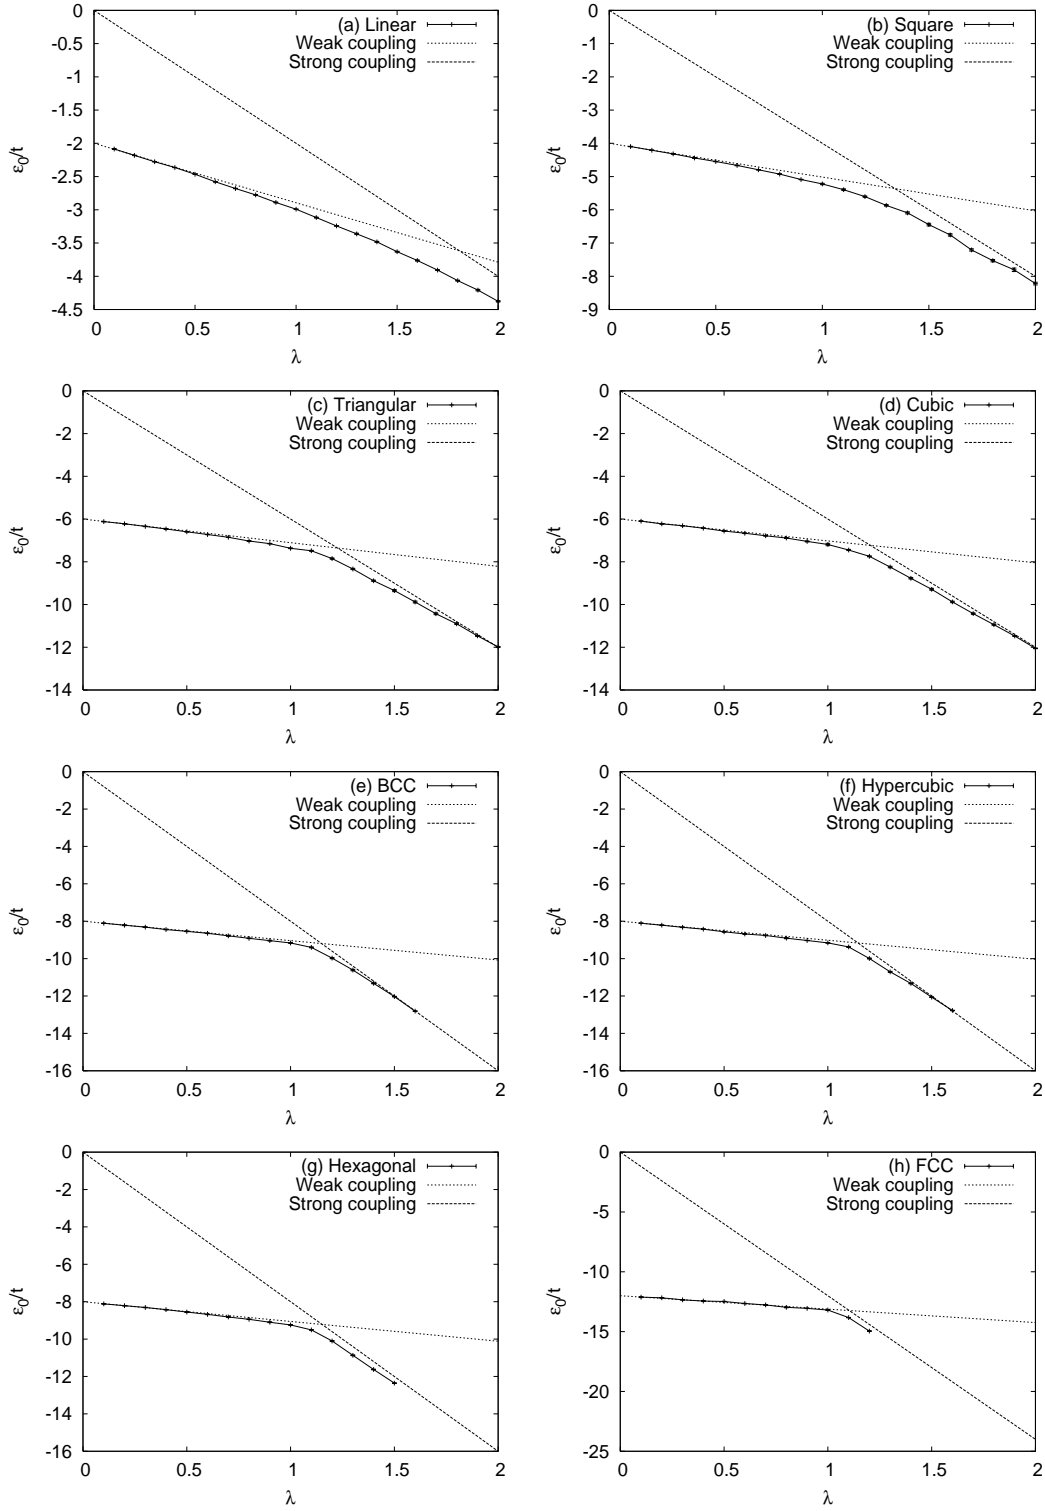 0
-0.5
-1
-1.5
-2
-2.5
-3
-3.5
-4
-4.5
0 0.5 1 1.5 2
ε0/t
λ
(a) Linear
Weak coupling
Strong coupling
0
-1
-2
-3
-4
-5
-6
-7
-8
-9
0 0.5 1 1.5 2
ε0/t
λ
(b) Square
Weak coupling
Strong coupling
0
-2
-4
-6
-8
-10
-12
-14
0 0.5 1 1.5 2
ε0/t
λ
(c) Triangular
Weak coupling
Strong coupling
0
-2
-4
-6
-8
-10
-12
-14
0 0.5 1 1.5 2
ε0/t
λ
(d) Cubic
Weak coupling
Strong coupling
0
-2
-4
-6
-8
-10
-12
-14
-16
0 0.5 1 1.5 2
ε0/t
λ
(e) BCC
Weak coupling
Strong coupling
0
-2
-4
-6
-8
-10
-12
-14
-16
0 0.5 1 1.5 2
ε0/t
λ
(f) Hypercubic
Weak coupling
Strong coupling
0
-2
-4
-6
-8
-10
-12
-14
-16
0 0.5 1 1.5 2
ε0/t
λ
(g) Hexagonal
Weak coupling
Strong coupling
0
-5
-10
-15
-20
-25
0 0.5 1 1.5 2
ε0/t
λ
(h) FCC
Weak coupling
Strong coupling